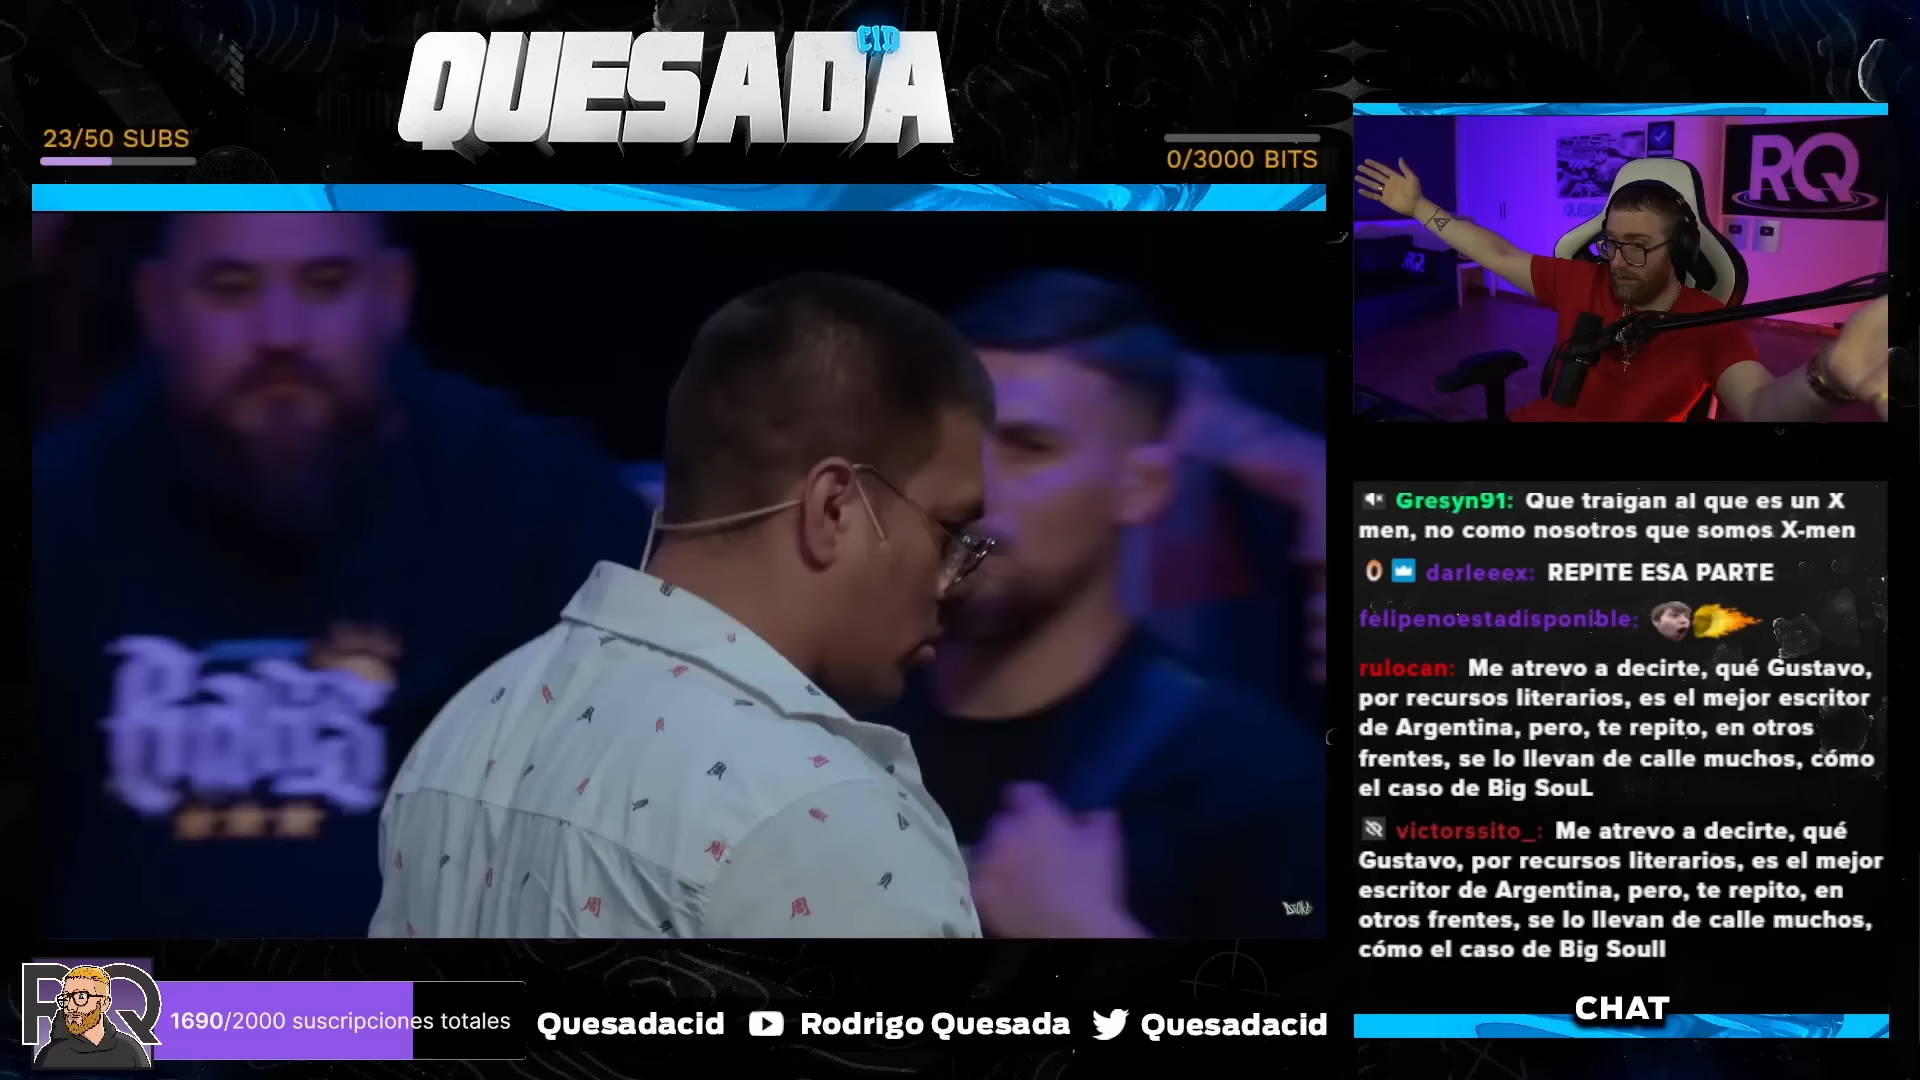 QUESADA
CID
23/50 SUBS
0/3000 BITS
RQ
RQ
Gresyn91: Que traigan al que es un X
men, no como nosotros que somos X-men
darleeex: REPITE ESA PARTE
felipenoestadisponible:
rulocan: Me atrevo a decirte, qué Gustavo,
por recursos literarios, es el mejor escritor
de Argentina, pero, te repito, en otros
frentes, se lo llevan de calle muchos, cómo
el caso de Big SouL
victorssito_: Me atrevo a decirte, qué
Gustavo, por recursos literarios, es el mejor
escritor de Argentina, pero, te repito, en
otros frentes, se lo llevan de calle muchos,
cómo el caso de Big Soull
CHAT
RQ
1690/2000 suscripciones totales
Quesadacid
Rodrigo Quesada
Quesadacid